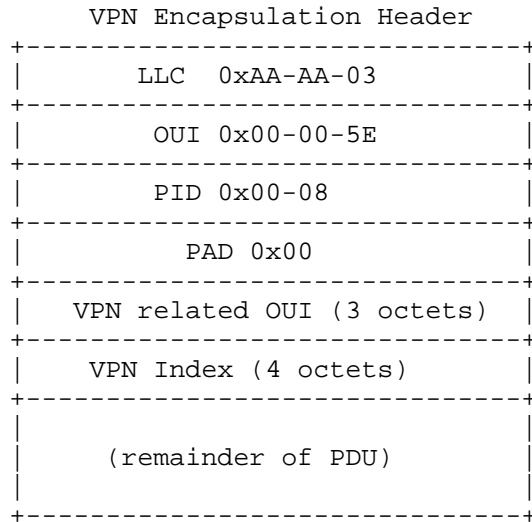 VPN Encapsulation Header
LLC 0xAA-AA-03
OUI 0x00-00-5E
PID 0x00-08
PAD 0x00
VPN related OUI (3 octets)
VPN Index (4 octets)
(remainder of PDU)